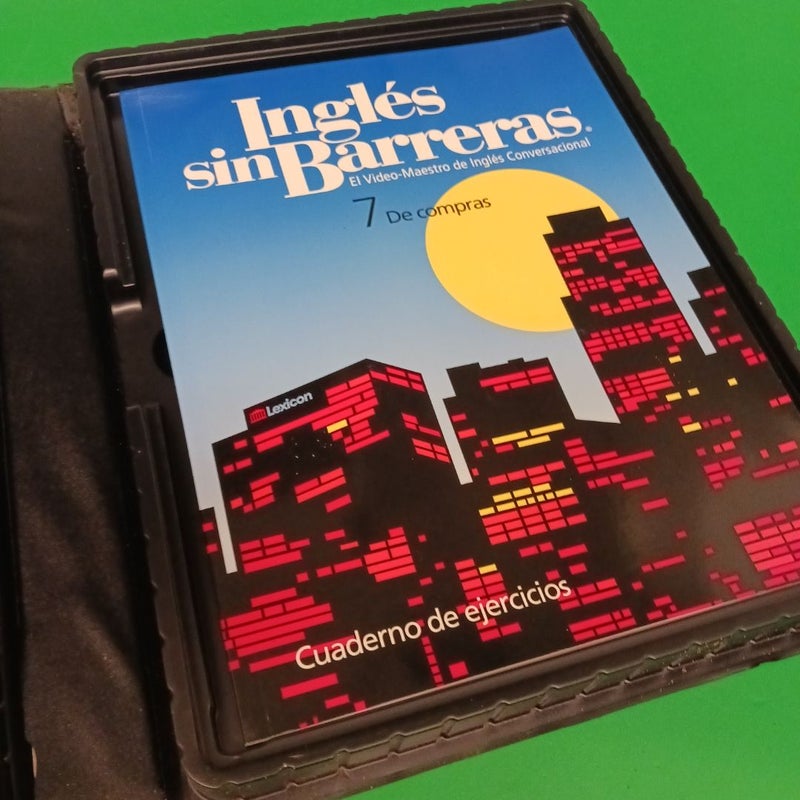 Inglés
sin Barreras®
El Video-Maestro de Inglés Conversacional
7 De compras
Lexicon
Cuaderno de ejercicios